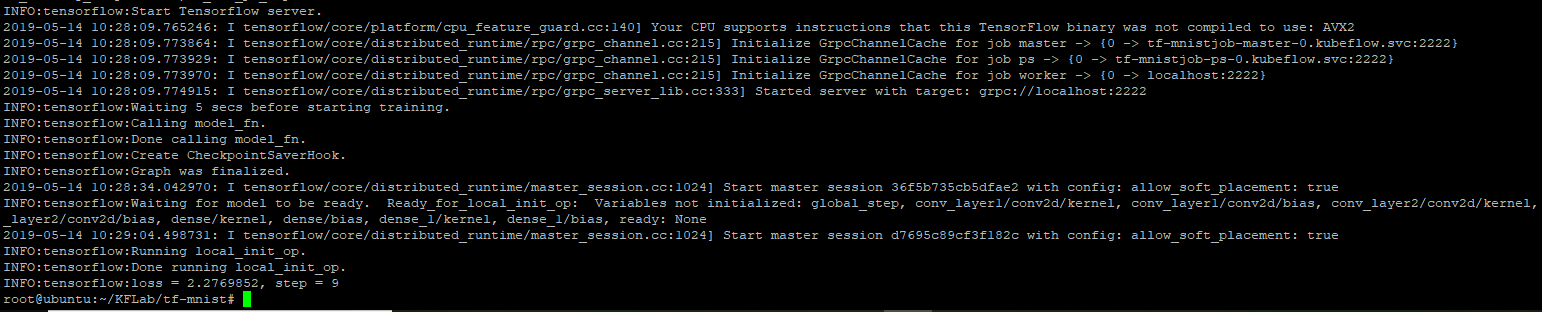 INFO:tensorflow:Start Tensorflow server.
2019-05-14 10:28:09.765246: I tensorflow/core/platform/cpu_feature_guard.cc:140] Your CPU supports instructions that this TensorFlow binary was not compiled to use: AVX2
2019-05-14 10:28:09.773864: I tensorflow/core/distributed_runtime/rpc/grpc_channel.cc:215] Initialize GrpcChannelCache for job master -> {0 -> tf-mnistjob-master-0.kubeflow.svc:2222}
2019-05-14 10:28:09.773929: I tensorflow/core/distributed_runtime/rpc/grpc_channel.cc:215] Initialize GrpcChannelCache for job ps -> {0 -> tf-mnistjob-ps-0.kubeflow.svc:2222}
2019-05-14 10:28:09.773970: I tensorflow/core/distributed_runtime/rpc/grpc_channel.cc:215] Initialize GrpcChannelCache for job worker -> {0 -> localhost:2222}
2019-05-14 10:28:09.774915: I tensorflow/core/distributed_runtime/rpc/grpc_server_lib.cc:333] Started server with target: grpc://localhost:2222
INFO:tensorflow:Waiting 5 secs before starting training.
INFO:tensorflow:Calling model_fn.
INFO:tensorflow:Done calling model_fn.
INFO:tensorflow:Create CheckpointSaverHook.
INFO:tensorflow:Graph was finalized.
2019-05-14 10:28:34.042970: I tensorflow/core/distributed_runtime/master_session.cc:1024] Start master session 36f5b735cb5dfae2 with config: allow_soft_placement: true
INFO:tensorflow:Waiting for model to be ready.  Ready_for_local_init_op:  Variables not initialized: global_step, conv_layer1/conv2d/kernel, conv_layer1/conv2d/bias, conv_layer2/conv2d/kernel,
_layer2/conv2d/bias, dense/kernel, dense/bias, dense_1/kernel, dense_1/bias, ready: None
2019-05-14 10:29:04.498731: I tensorflow/core/distributed_runtime/master_session.cc:1024] Start master session d7695c89cf3f182c with config: allow_soft_placement: true
INFO:tensorflow:Running local_init_op.
INFO:tensorflow:Done running local_init_op.
INFO:tensorflow:loss = 2.2769852, step = 9
root@ubuntu:~/KFLab/tf-mnist#